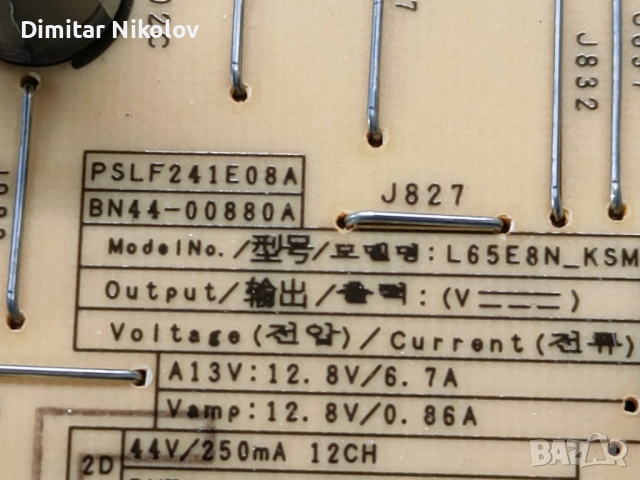 Dimitar Nikolov
J832
PSLF241E08A
J827
BN44-00880A
Model No./型号/모델명: L65E8N_KSM
Output/输出/출력: (V ⎓)
Voltage(전압)/Current(전류
A13V:12.8V/6.7A
Vamp:12.8V/0.86A
2D 44V/250mA 12CH
BAZAR